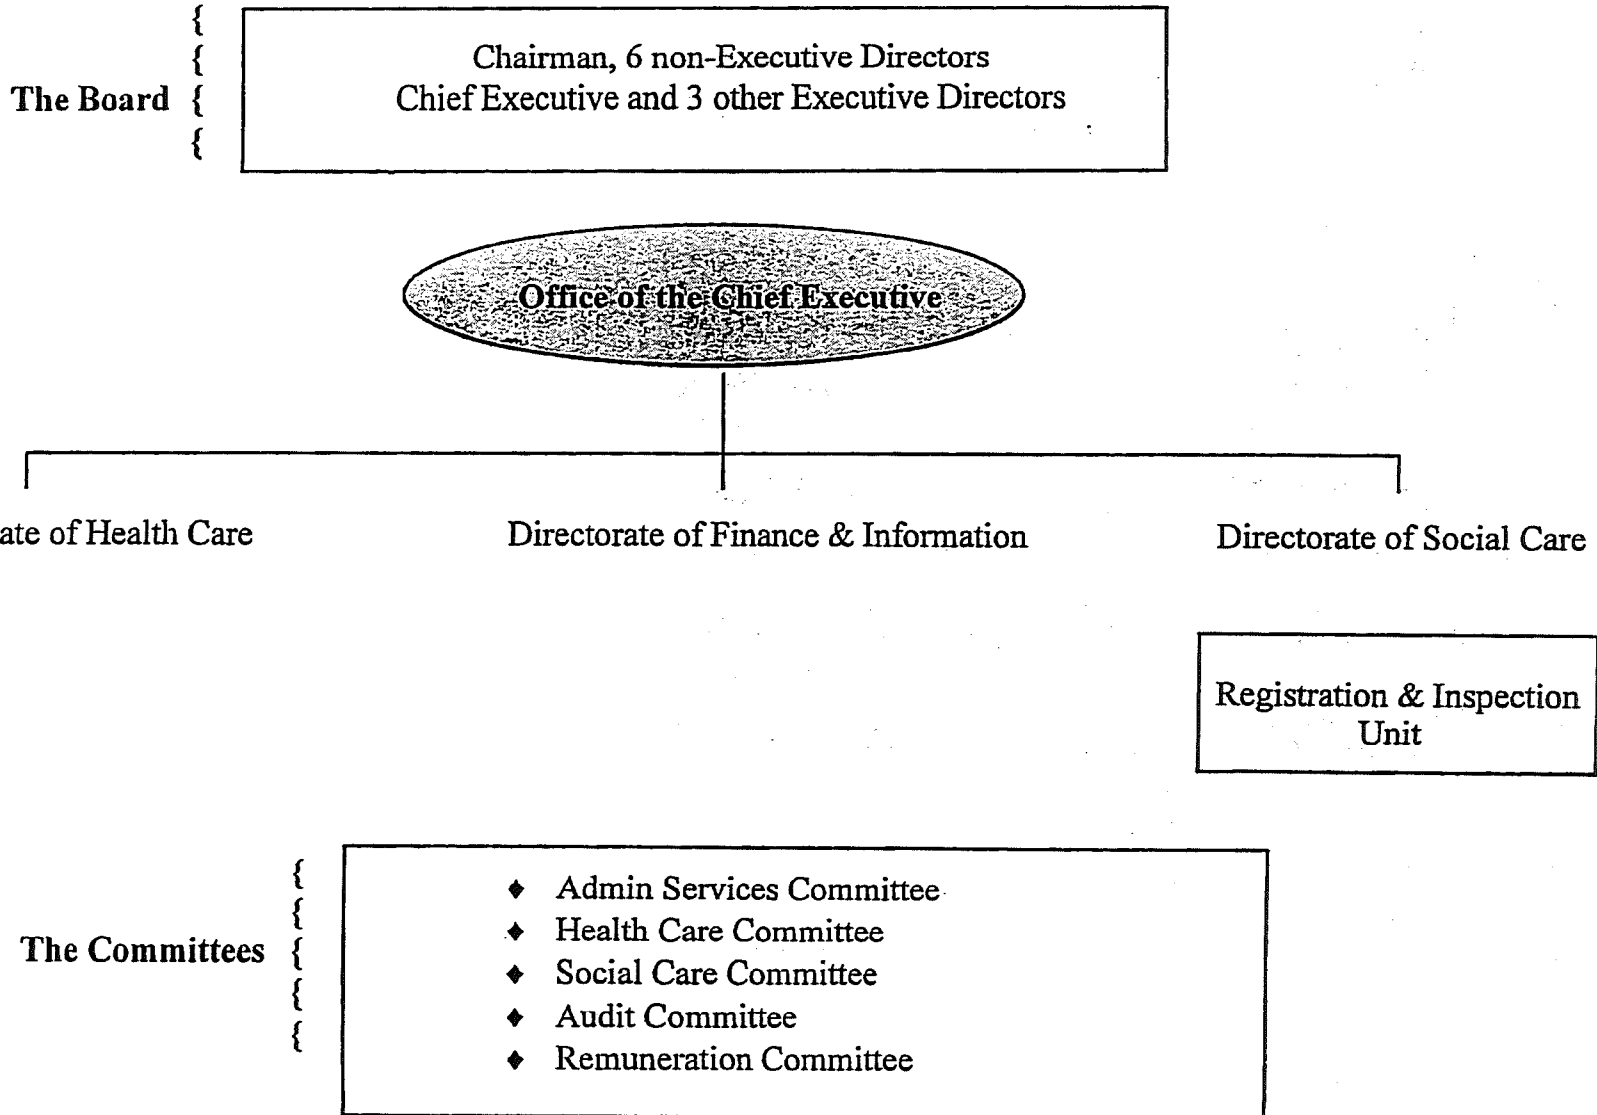 Chairman, 6 non-Executive Directors
The Board { Chief Executive and 3 other Executive Directors
Office of the Chief Executive
ate of Health Care
Directorate of Finance & Information
Directorate of Social Care
Registration & Inspection
Unit
The Committees
♦ Admin Services Committee
♦ Health Care Committee
♦ Social Care Committee
♦ Audit Committee
♦ Remuneration Committee